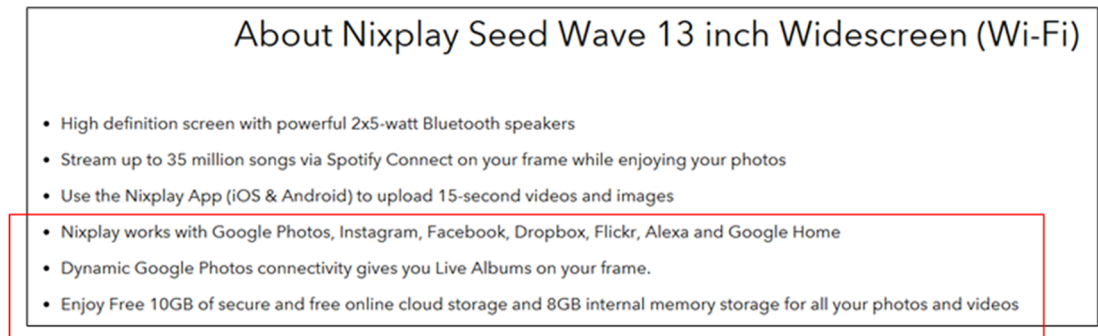 About Nixplay Seed Wave 13 inch Widescreen (Wi-Fi)
• High definition screen with powerful 2x5-watt Bluetooth speakers
• Stream up to 35 million songs via Spotify Connect on your frame while enjoying your photos
• Use the Nixplay App (iOS & Android) to upload 15-second videos and images
• Nixplay works with Google Photos, Instagram, Facebook, Dropbox, Flickr, Alexa and Google Home
• Dynamic Google Photos connectivity gives you Live Albums on your frame.
• Enjoy Free 10GB of secure and free online cloud storage and 8GB internal memory storage for all your photos and videos